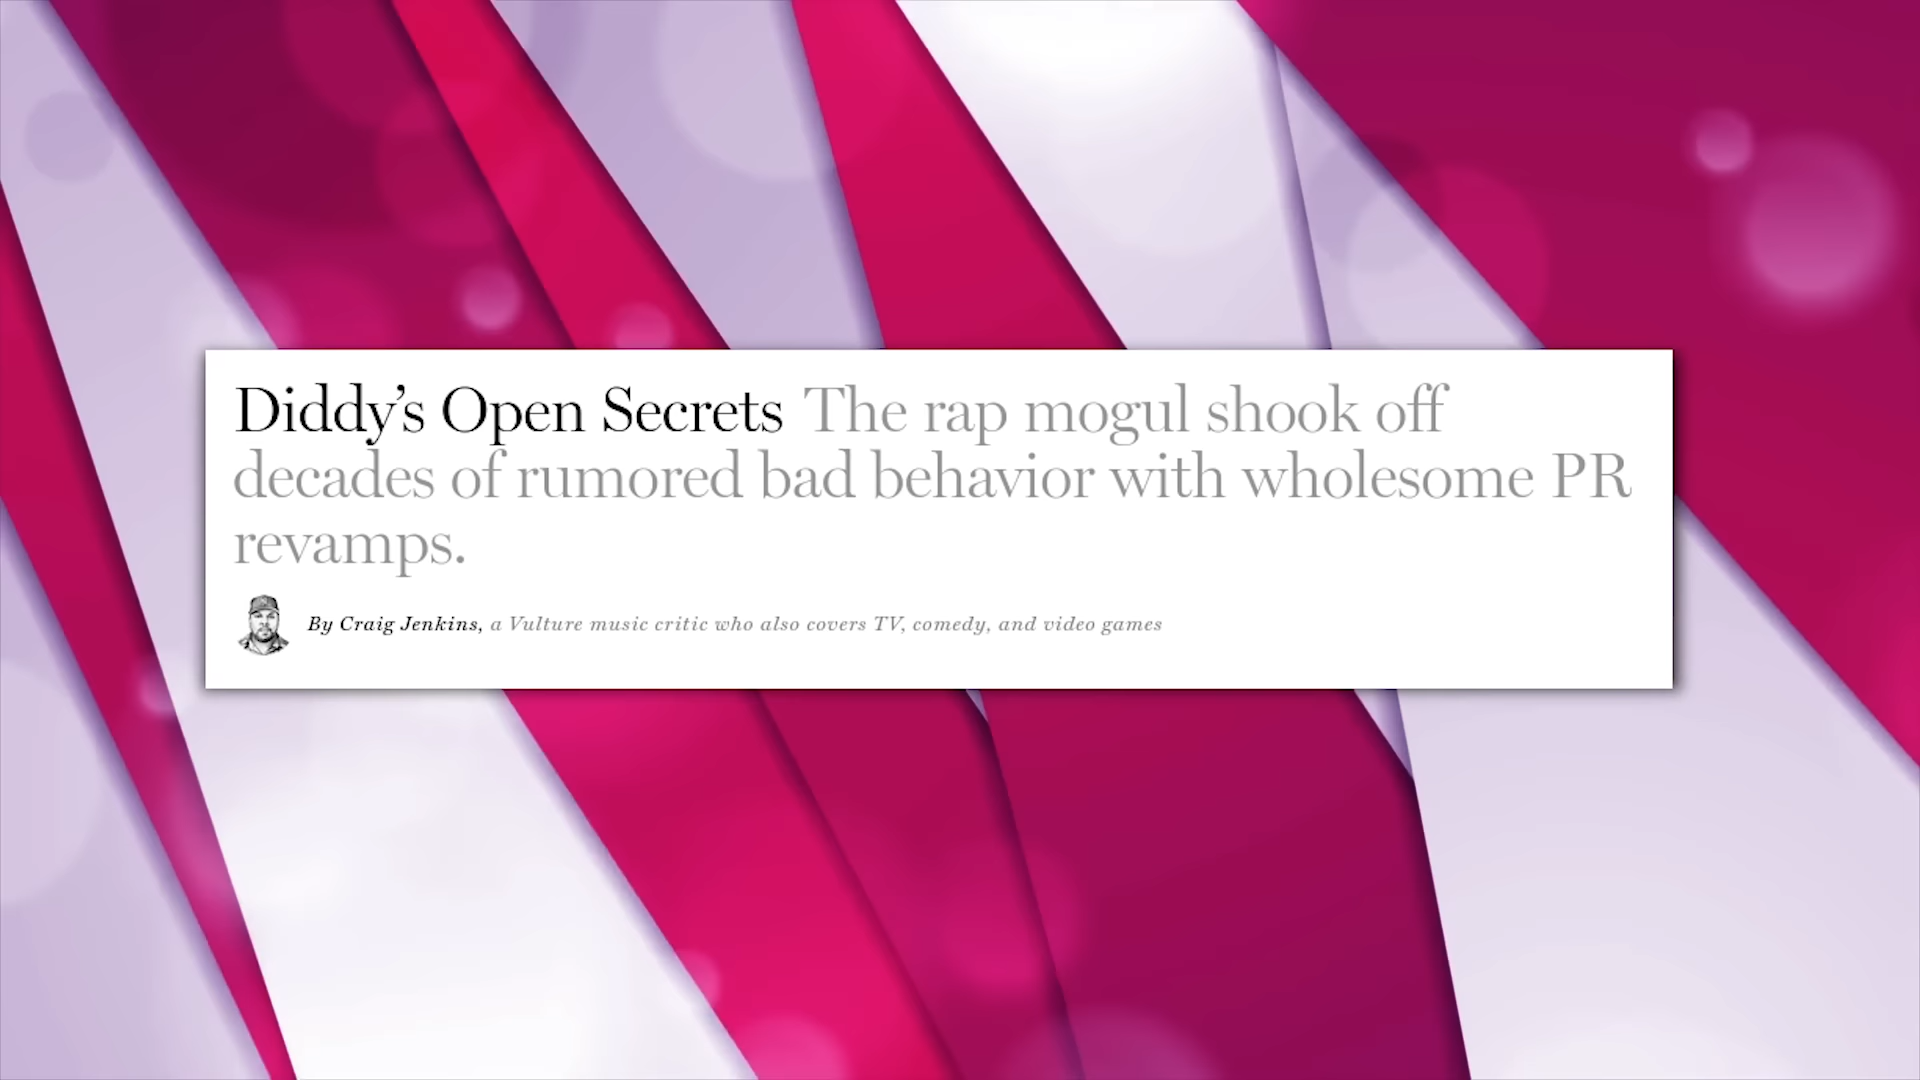 Diddy’s Open Secrets The rap mogul shook off
decades of rumored bad behavior with wholesome PR
revamps.
By Craig Jenkins, a Vulture music critic who also covers TV, comedy, and video games